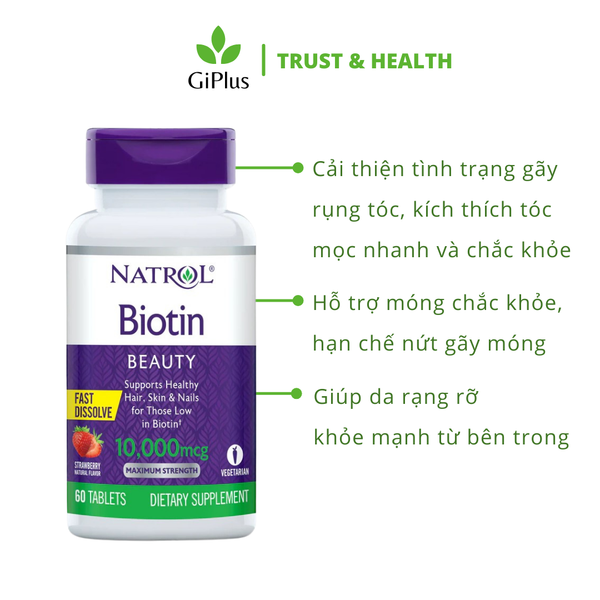 GiPlus
TRUST & HEALTH
Cải thiện tình trạng gãy
rụng tóc, kích thích tóc
mọc nhanh và chắc khỏe
Hỗ trợ móng chắc khỏe,
hạn chế nứt gãy móng
Giúp da rạng rỡ
khỏe mạnh từ bên trong
NATROL®
Biotin
BEAUTY
Supports Healthy
Hair, Skin & Nails
for Those Low
in Biotin‡
FAST
DISSOLVE
STRAWBERRY
NATURAL FLAVOR
10,000mcg
MAXIMUM STRENGTH
VEGETARIAN
60 TABLETS
DIETARY SUPPLEMENT